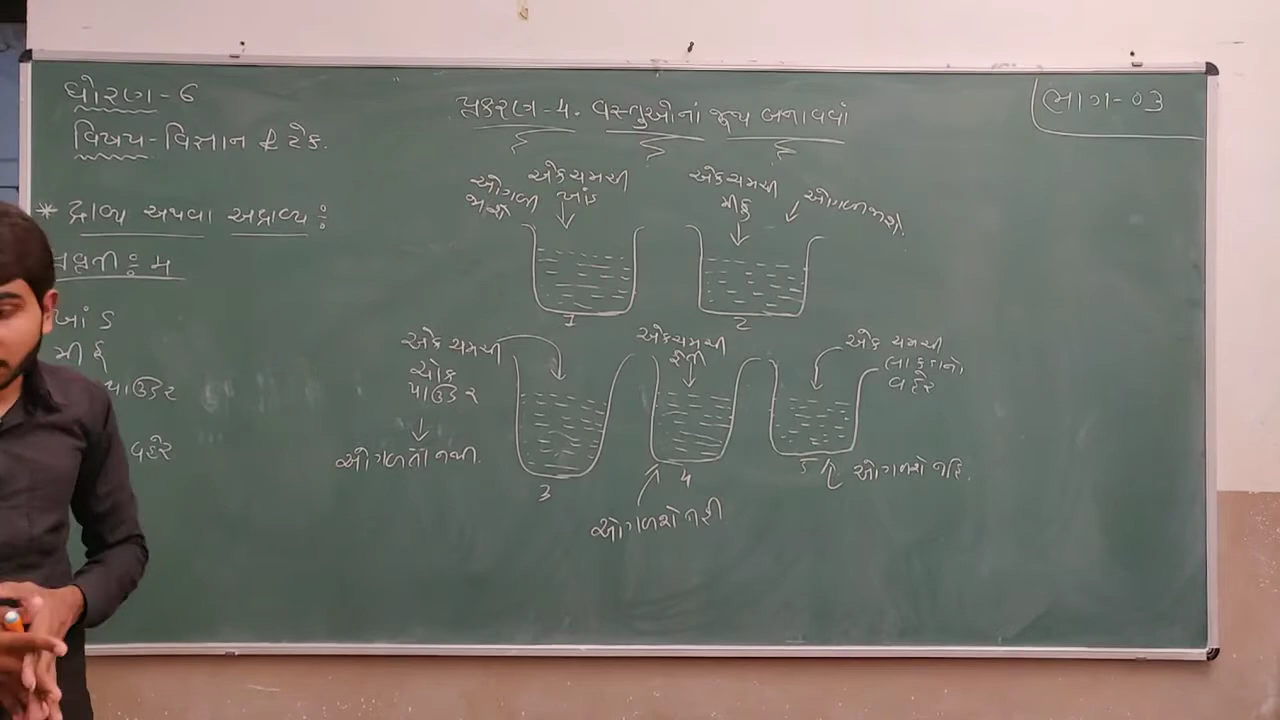 ધોરણ-6
વિષય-વિજ્ઞાન & ટેક.
પ્રકરણ-4. વસ્તુઓનાં જૂથ બનાવવાં
ભાગ-03
* દ્રાવ્ય અથવા અદ્રાવ્ય :
ખાંડ
મીઠું
પાઉડર
વહેર
ઓગળી જશે
એક ચમચી ખાંડ
1
એક ચમચી
મીઠું
ઓગળી જશે.
2
એક ચમચી
ચોક
પાઉડર
ઓગળતો નથી.
3
એક ચમચી
રેતી
4
ઓગળશે નહી
એક ચમચી
લાકડાનો
વહેર
5
ઓગળશે નહિ.